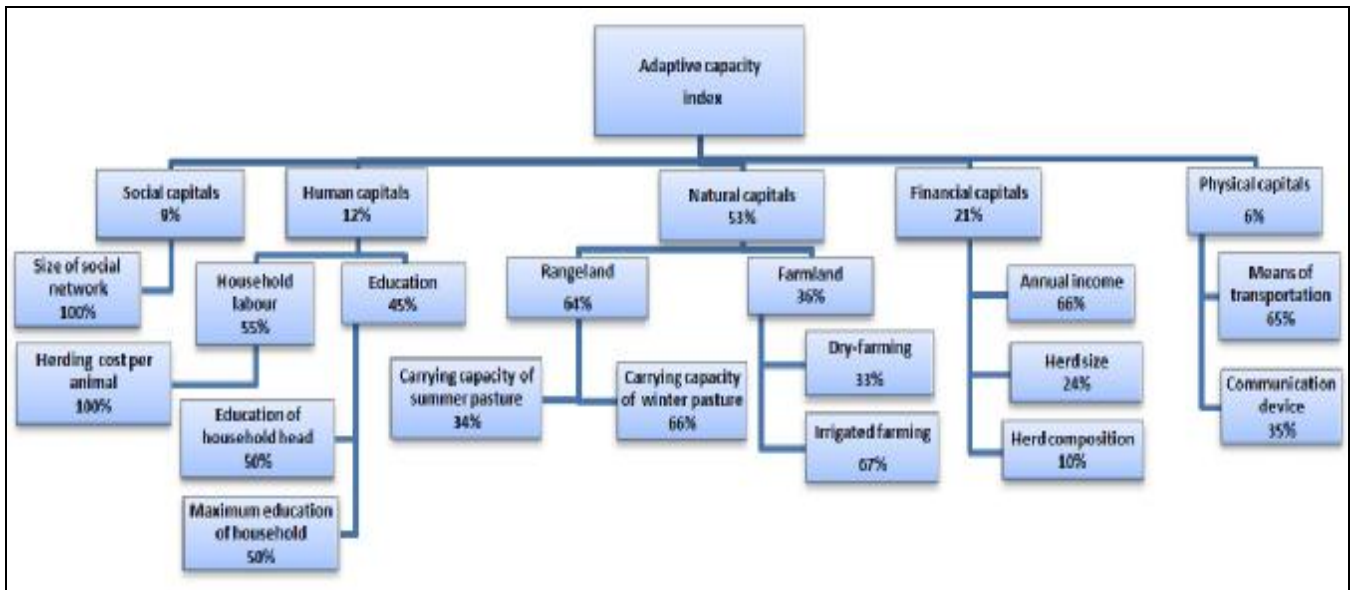 Adaptive capacity
index
Social capitals
9%
Human capitals
12%
Natural capitals
53%
Financial capitals
21%
Physical capitals
6%
Size of social
network
100%
Household
labour
55%
Education
45%
Rangeland
64%
Farmland
36%
Annual income
66%
Means of
transportation
65%
Herding cost per
animal
100%
Carrying capacity of
summer pasture
34%
Carrying capacity
of winter pasture
66%
Dry-farming
33%
Herd size
24%
Communication
device
35%
Education of
household head
50%
Irrigated farming
67%
Herd composition
10%
Maximum education
of household
50%